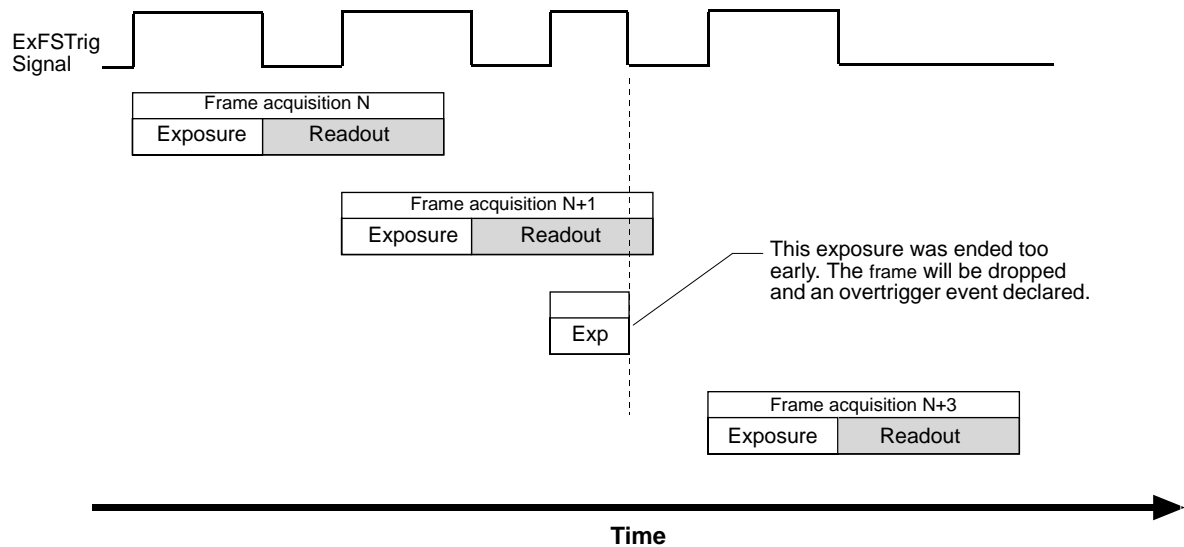 ExFSTrig
Signal
Frame acquisition N
Exposure
Readout
Frame acquisition N+1
Exposure
Readout
This exposure was ended too
early. The frame will be dropped
and an overtrigger event declared.
Exp
Frame acquisition N+3
Exposure
Readout
Time